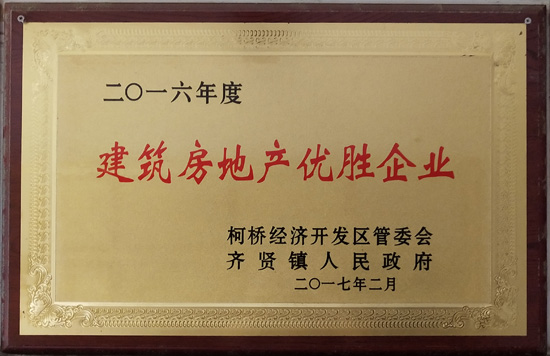 二〇一六年度
建筑房地产优胜企业
柯桥经济开发区管委会
齐贤镇人民政府
二〇一七年二月